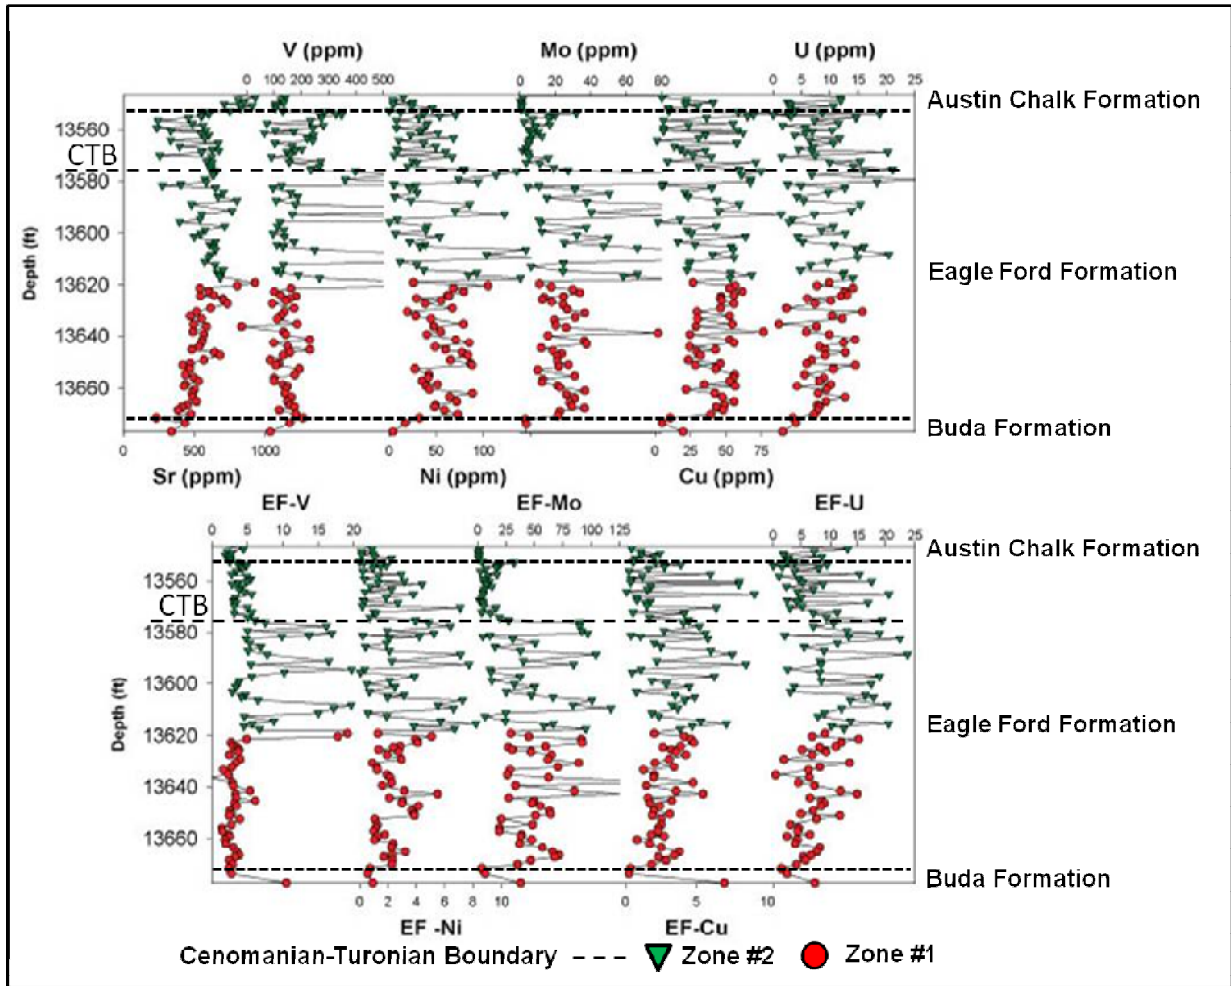 V (ppm) Mo (ppm) U (ppm)
0 100 200 300 400 500 0 20 40 60 80 0 5 10 15 20 25
Austin Chalk Formation
13560
CTB
13580
13600
Depth (ft)
Eagle Ford Formation
13620
13640
13660
Buda Formation
0 500 1000 0 50 100 0 25 50 75
Sr (ppm) Ni (ppm) Cu (ppm)
EF-V EF-Mo EF-U
0 5 10 15 20 0 25 50 75 100 125 0 5 10 15 20 25
Austin Chalk Formation
13560
CTB
13580
13600
Depth (ft)
Eagle Ford Formation
13620
13640
13660
Buda Formation
0 2 4 6 8 10 0 5 10
EF -Ni EF-Cu
Cenomanian-Turonian Boundary --- Zone #2 Zone #1